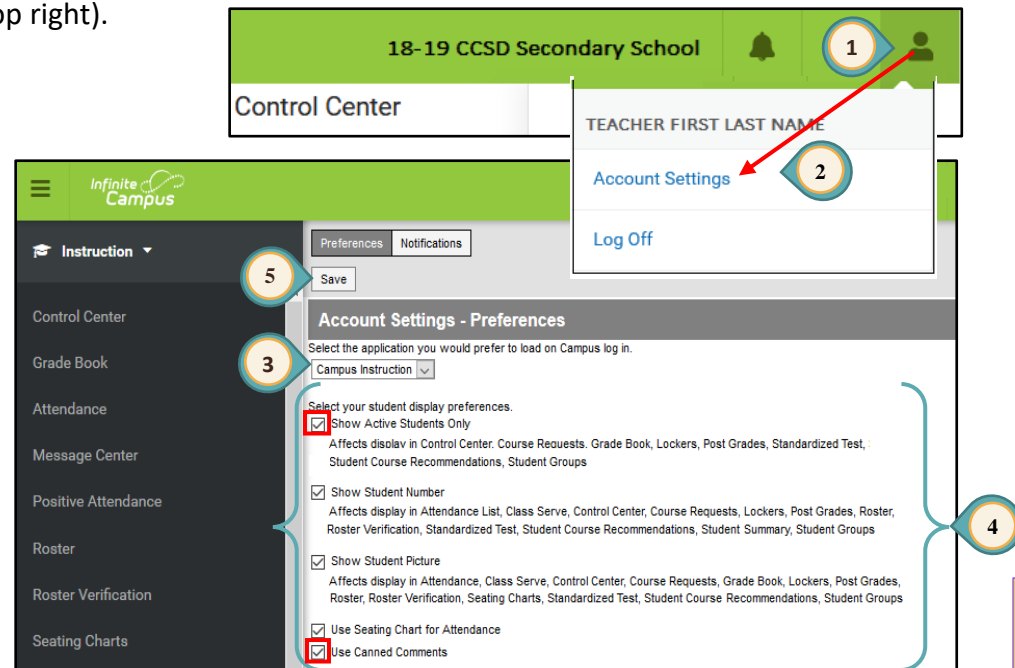 op right).
18-19 CCSD Secondary School
1
Control Center
TEACHER FIRST LAST NAME
Account Settings
2
Log Off
Infinite
Campus
Instruction
Preferences Notifications
5
Save
Account Settings - Preferences
Select the application you would prefer to load on Campus log in.
3
Campus Instruction
Select your student display preferences.
Show Active Students Only
Affects display in Control Center. Course Requests. Grade Book, Lockers, Post Grades, Standardized Test,
Student Course Recommendations, Student Groups
Show Student Number
Affects display in Attendance List, Class Serve, Control Center, Course Requests, Lockers, Post Grades, Roster,
Roster Verification, Standardized Test, Student Course Recommendations, Student Summary, Student Groups
4
Show Student Picture
Affects display in Attendance, Class Serve, Control Center, Course Requests, Grade Book, Lockers, Post Grades,
Roster, Roster Verification, Seating Charts, Standardized Test, Student Course Recommendations, Student Groups
Use Seating Chart for Attendance
Use Canned Comments
Control Center
Grade Book
Attendance
Message Center
Positive Attendance
Roster
Roster Verification
Seating Charts